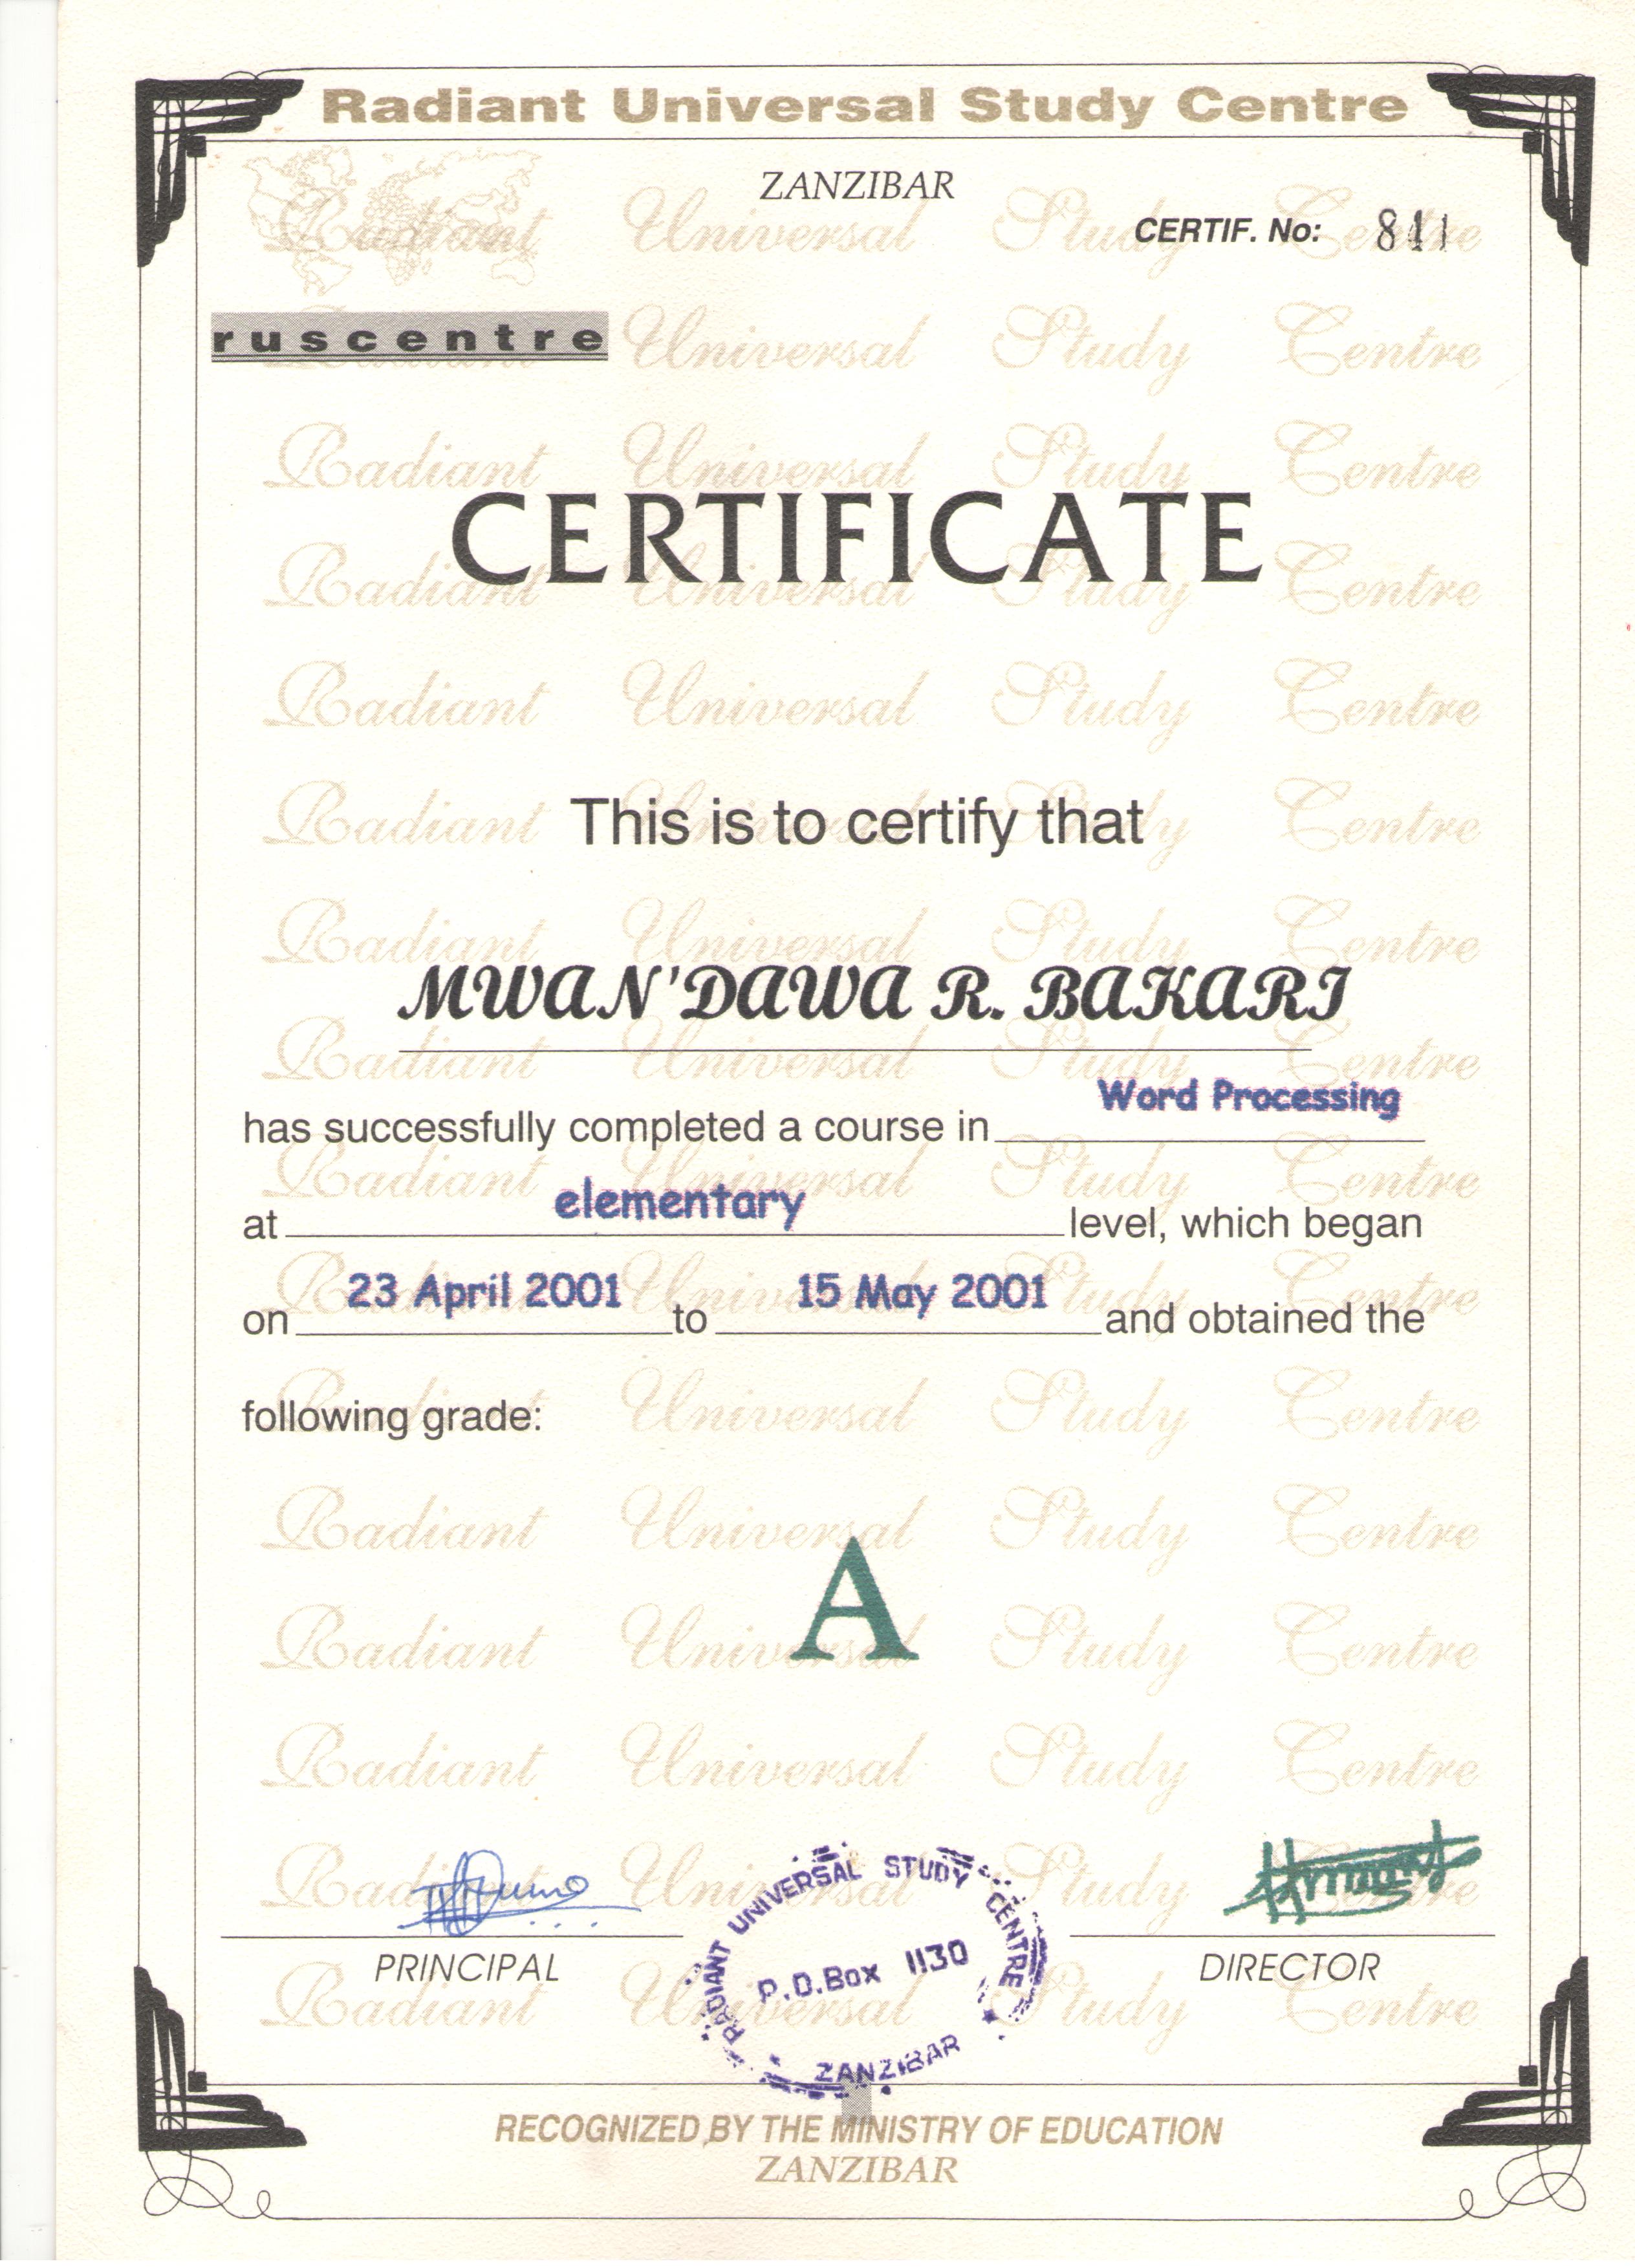 Radiant Universal Study Centre
ZANZIBAR
CERTIF. No: 841
ruscentre
CERTIFICATE
This is to certify that
MWAN'DAWA R. BAKARI
has successfully completed a course in Word Processing
at elementary level, which began
on 23 April 2001 to 15 May 2001 and obtained the
following grade:
A
PRINCIPAL
DIRECTOR
RADIANT UNIVERSAL STUDY CENTRE
P.O.Box 1130
ZANZIBAR
RECOGNIZED BY THE MINISTRY OF EDUCATION
ZANZIBAR